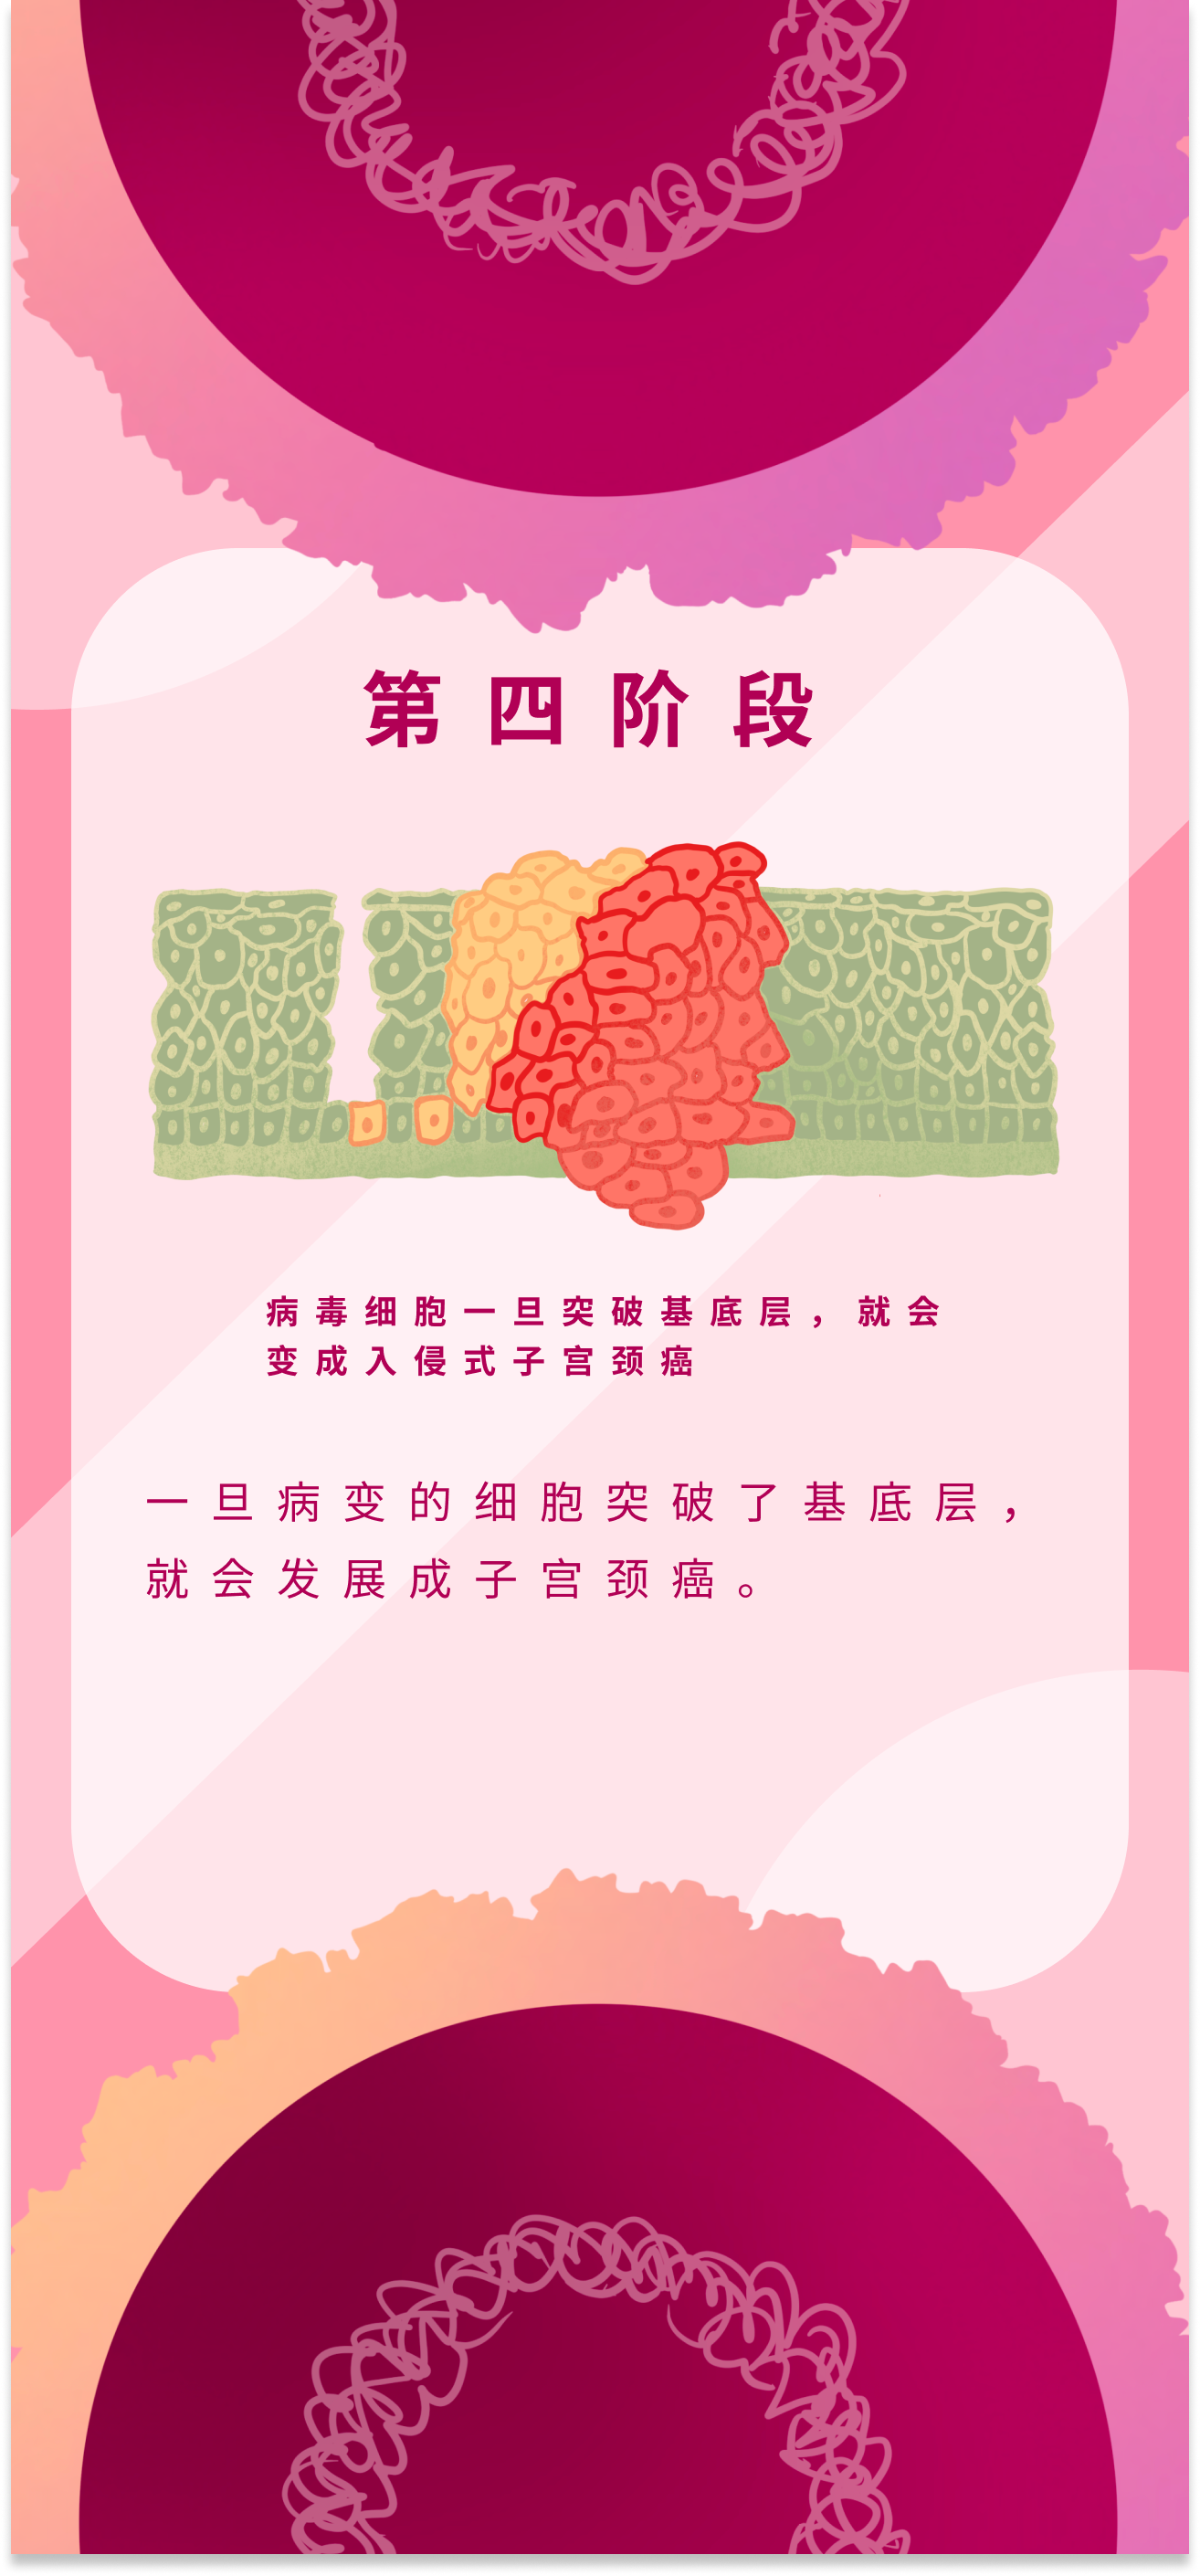 第四阶段
病毒细胞一旦突破基底层，就会
变成入侵式子宫颈癌
一旦病变的细胞突破了基底层，
就会发展成子宫颈癌。